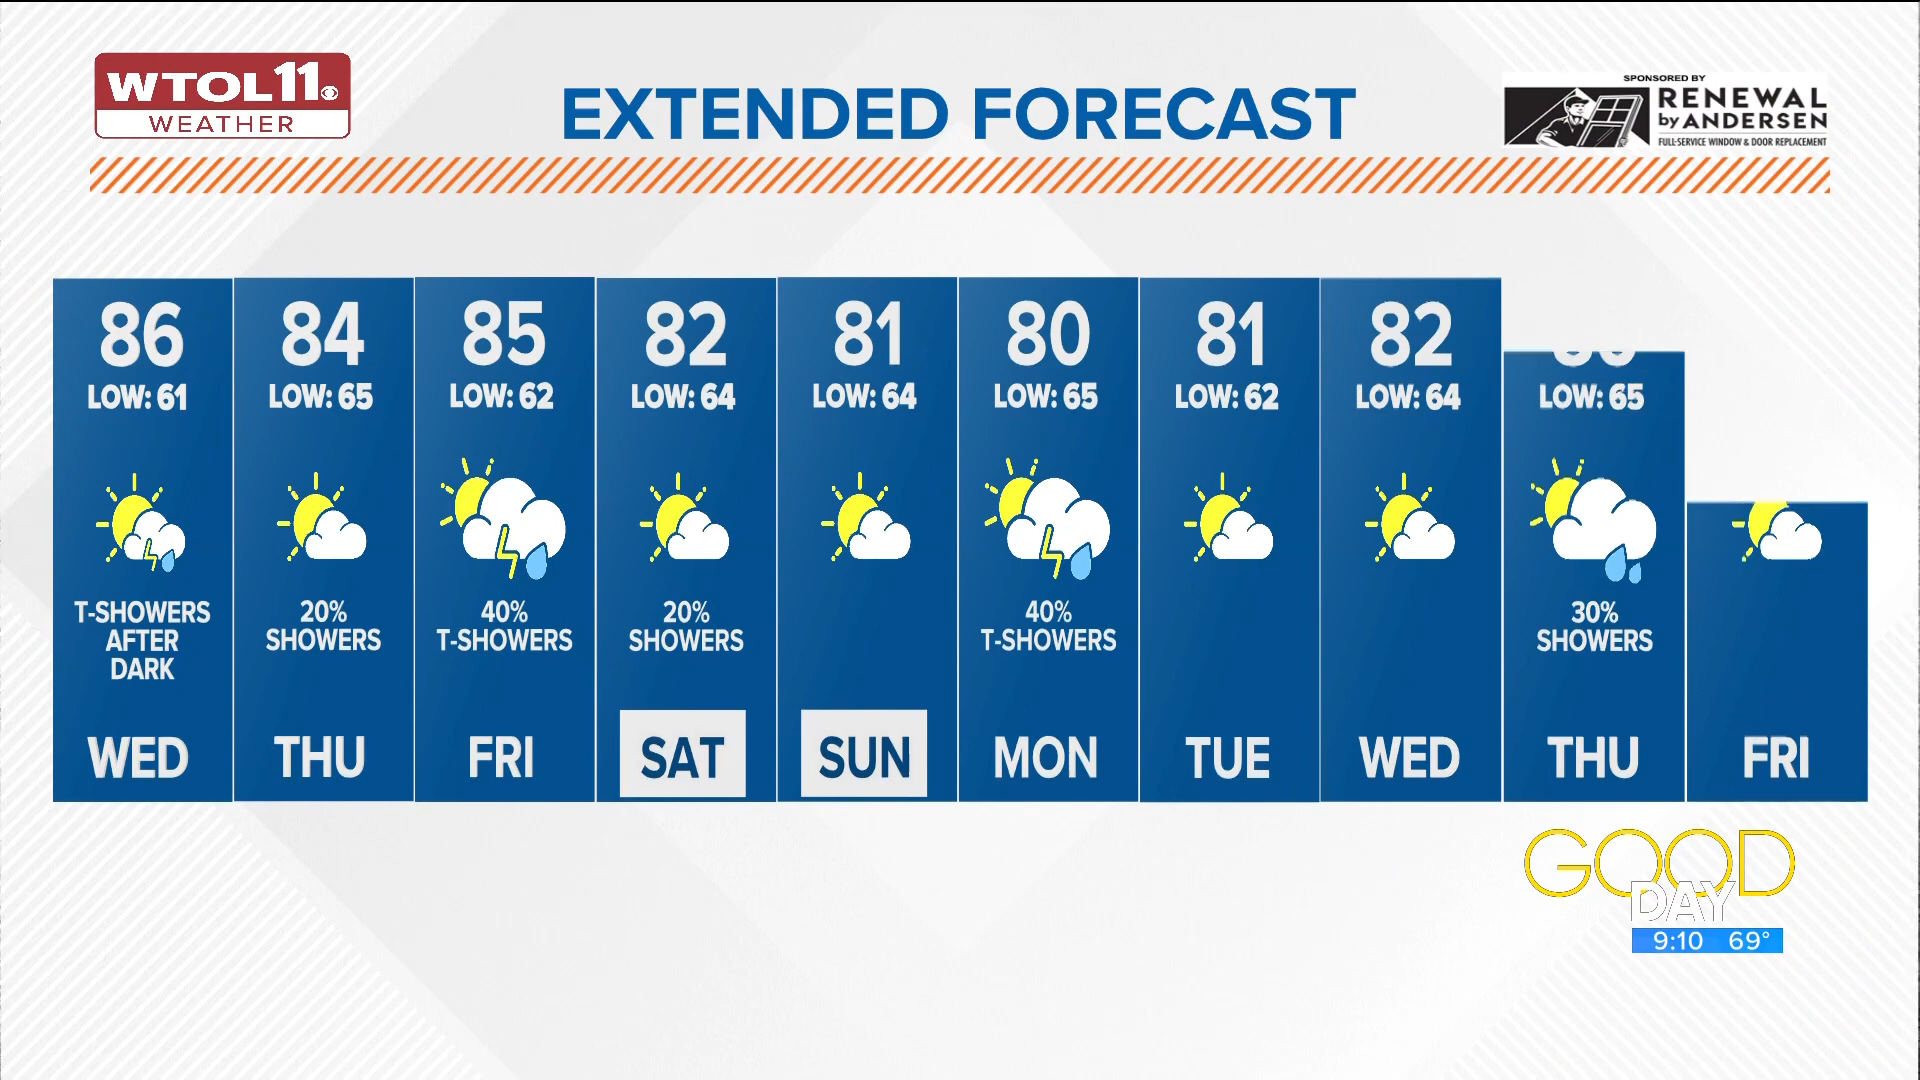 WTOL11
WEATHER
EXTENDED FORECAST
SPONSORED BY
RENEWAL
by ANDERSEN
FULL-SERVICE WINDOW & DOOR REPLACEMENT
86
LOW: 61
T-SHOWERS
AFTER
DARK
WED
84
LOW: 65
20%
SHOWERS
THU
85
LOW: 62
40%
T-SHOWERS
FRI
82
LOW: 64
20%
SHOWERS
SAT
81
LOW: 64
SUN
80
LOW: 65
40%
T-SHOWERS
MON
81
LOW: 62
TUE
82
LOW: 64
WED
LOW: 65
30%
SHOWERS
THU
FRI
GOOD
DAY
9:10 69°